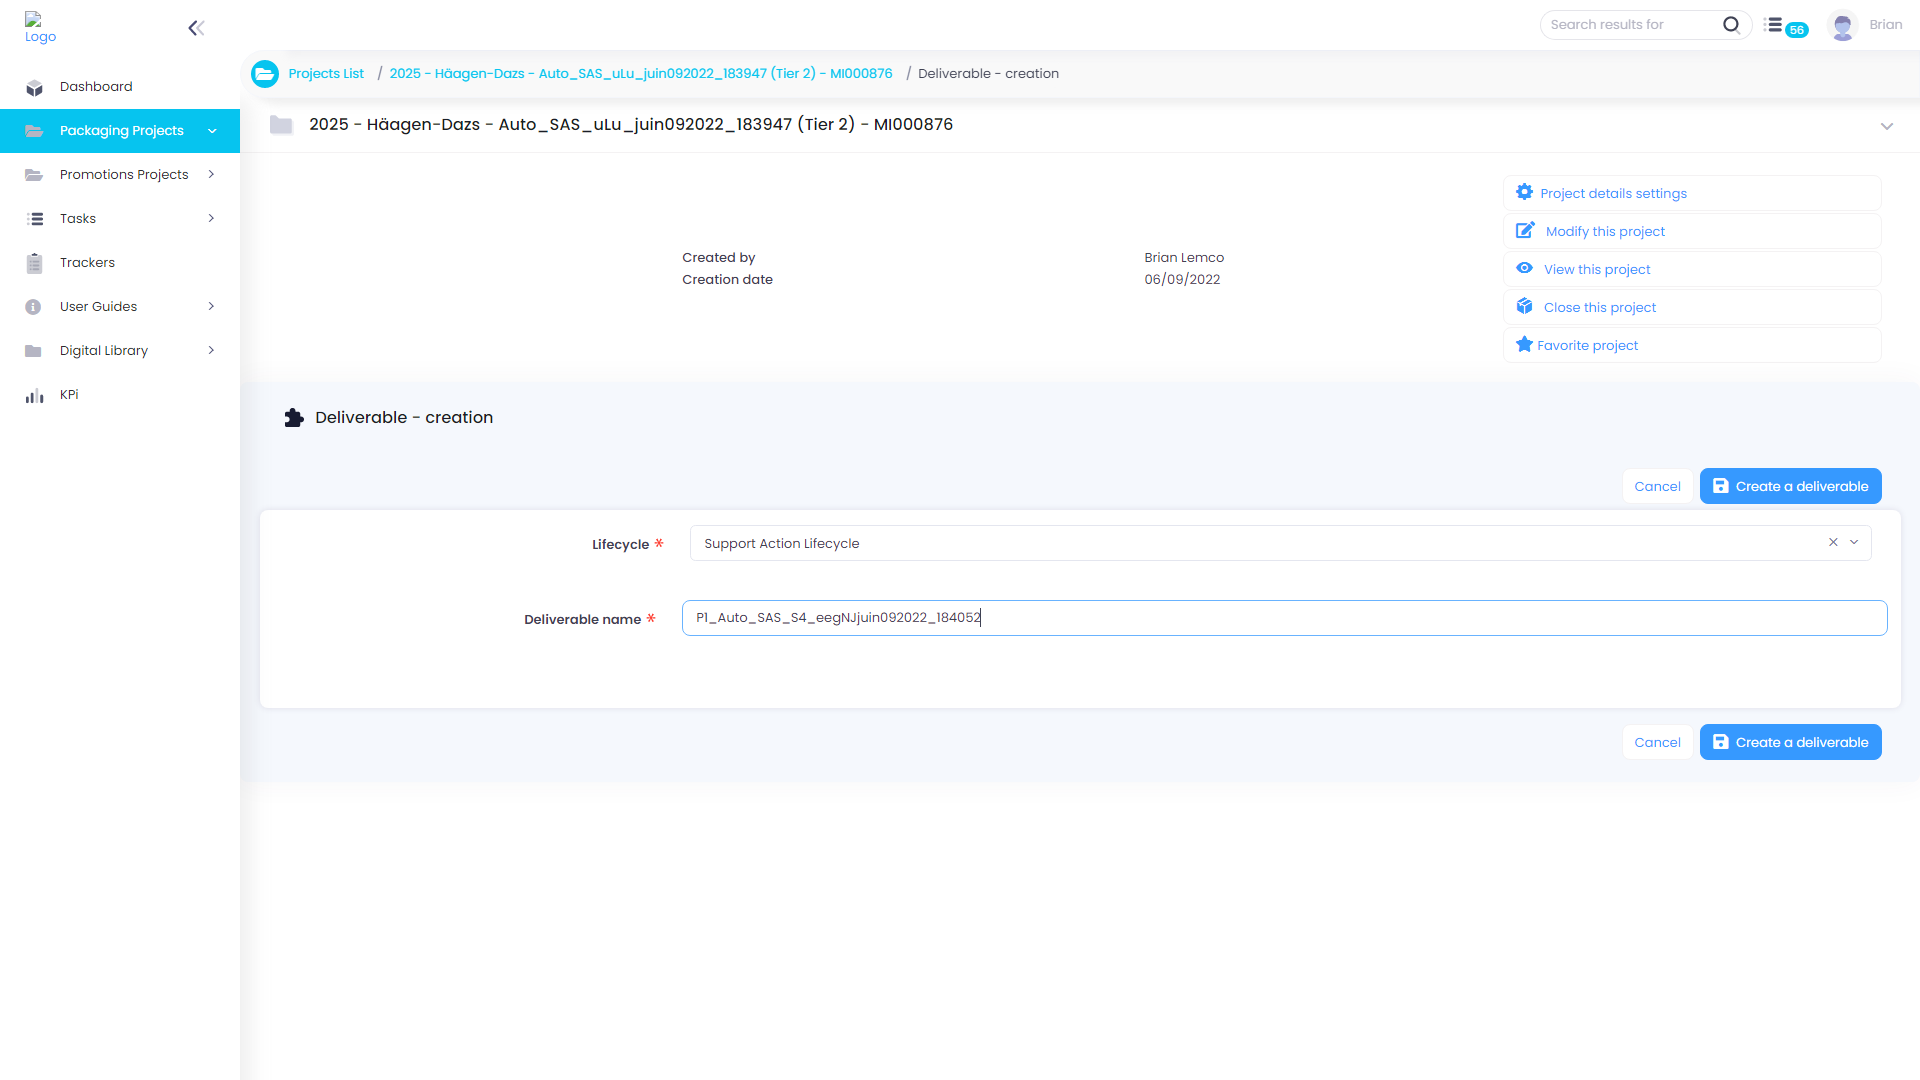 Logo
Search results for
56
Brian
Projects List / 2025 - Häagen-Dazs - Auto_SAS_uLu_juin092022_183947 (Tier 2) - MI000876 / Deliverable - creation
Dashboard
Packaging Projects
Promotions Projects
Tasks
Trackers
User Guides
Digital Library
KPi
2025 - Häagen-Dazs - Auto_SAS_uLu_juin092022_183947 (Tier 2) - MI000876
Created by Brian Lemco
Creation date 06/09/2022
Project details settings
Modify this project
View this project
Close this project
Favorite project
Deliverable - creation
Cancel Create a deliverable
Lifecycle * Support Action Lifecycle
Deliverable name * P1_Auto_SAS_S4_eegNJjuin092022_184052
Cancel Create a deliverable